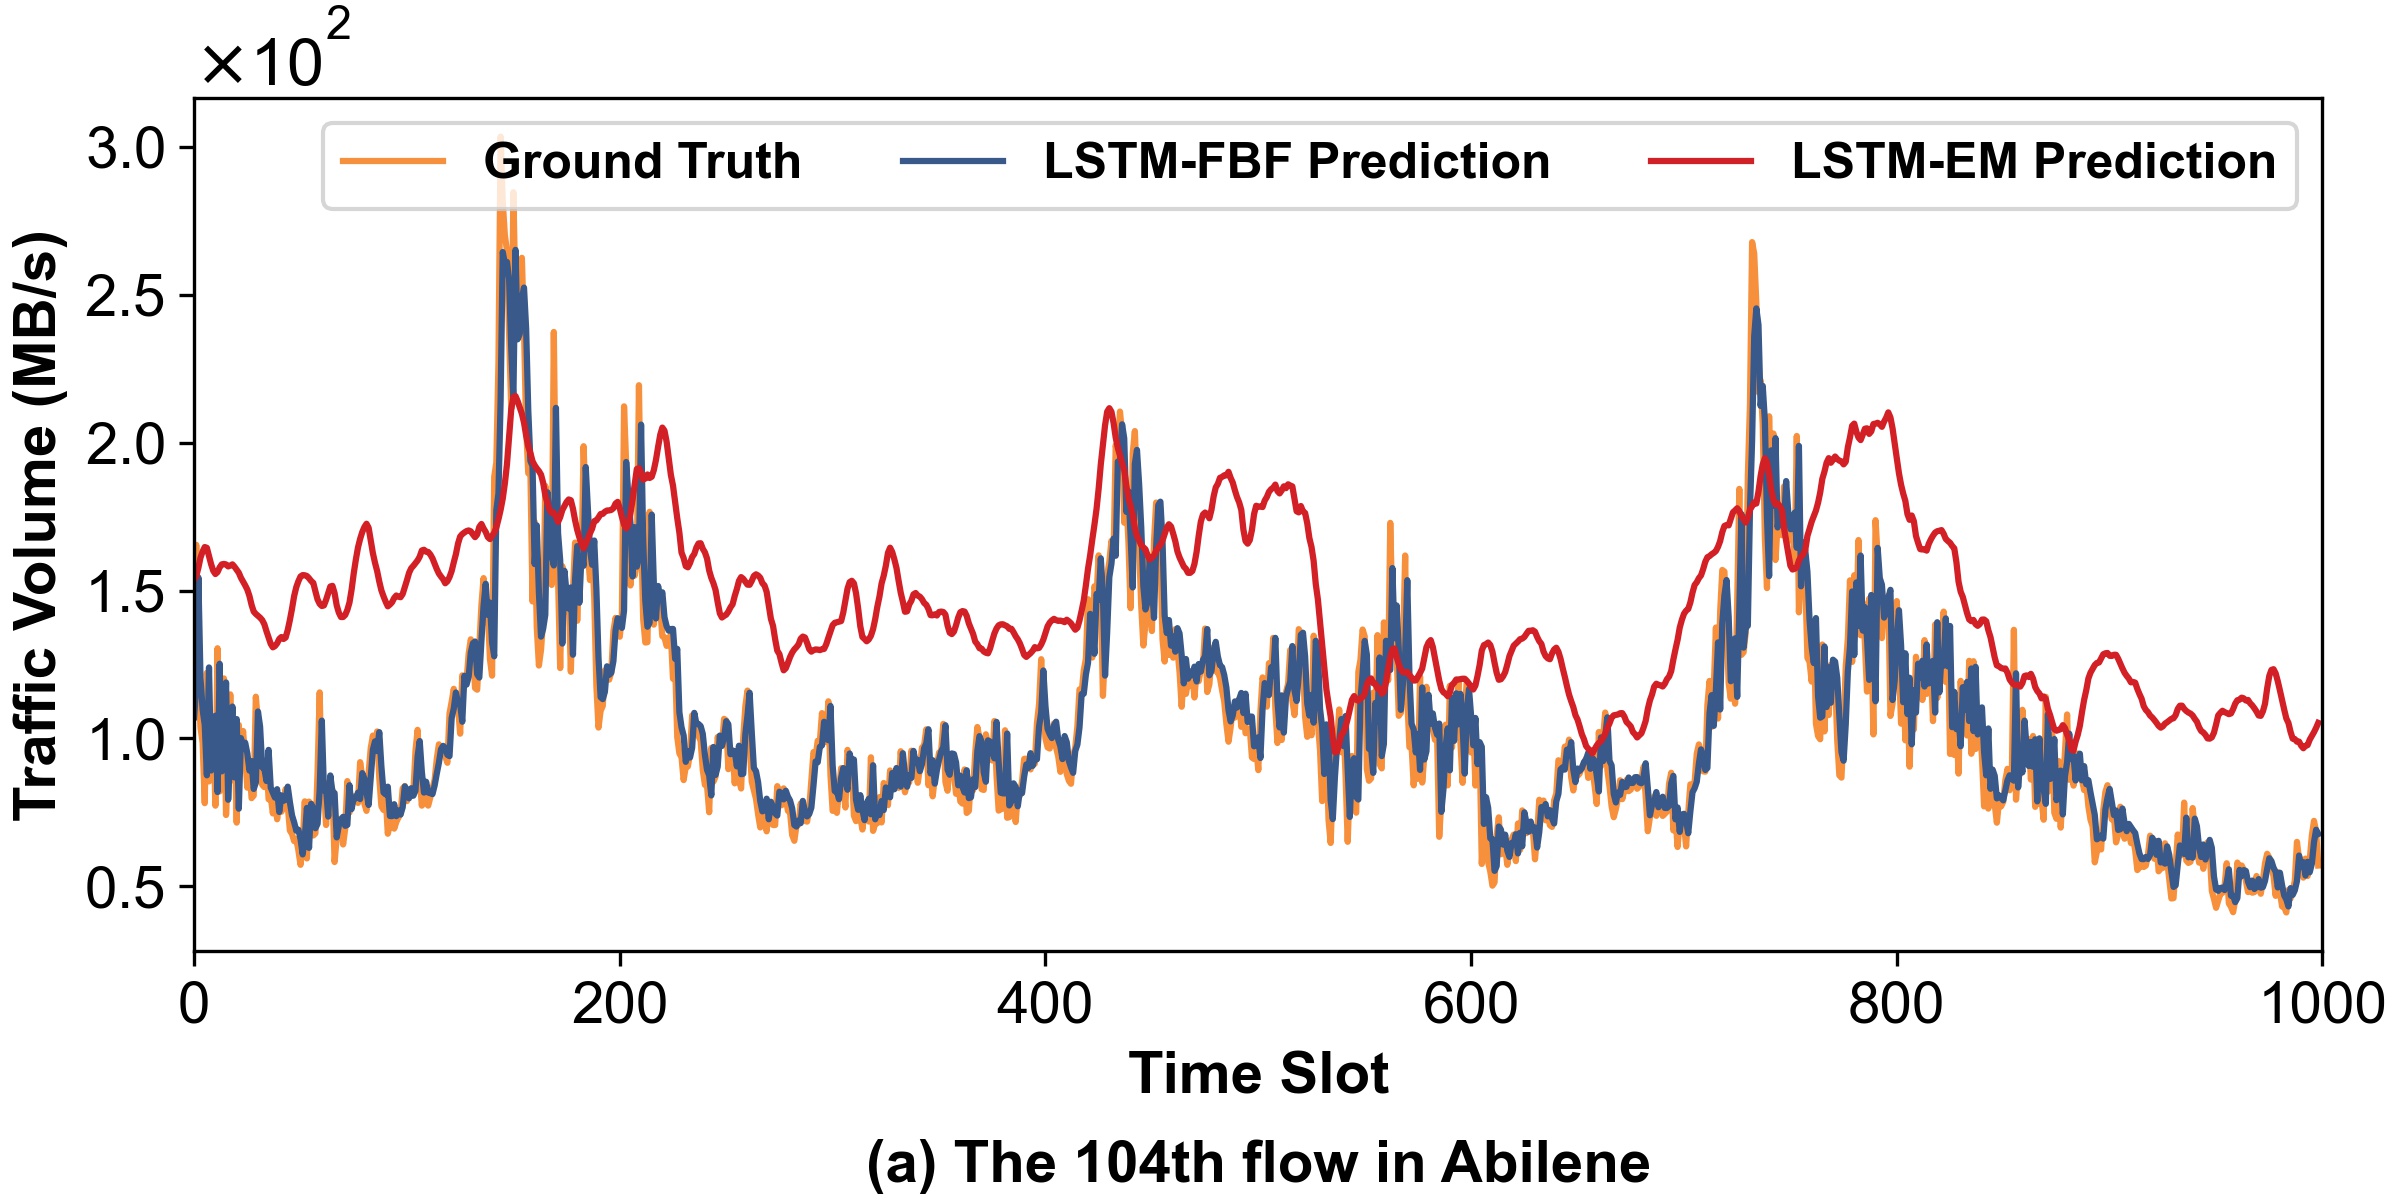 ×10²
3.0
2.5
2.0
1.5
1.0
0.5
Traffic Volume (MB/s)
Ground Truth LSTM-FBF Prediction LSTM-EM Prediction
0 200 400 600 800 1000
Time Slot
(a) The 104th flow in Abilene